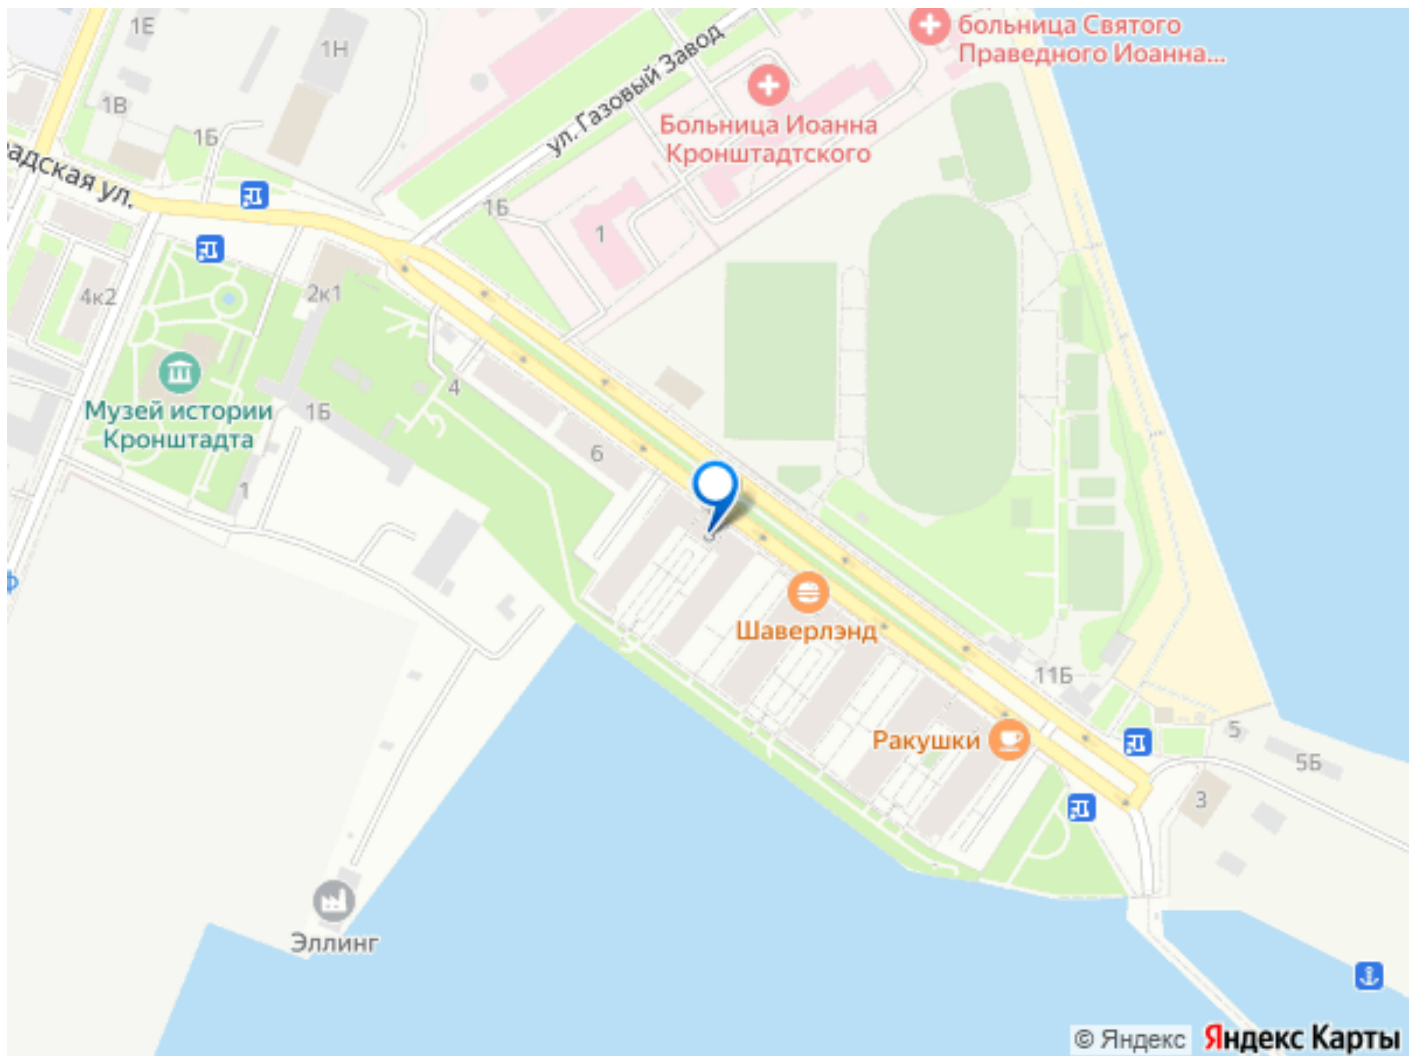 1Е
1Н
больница Святого
Праведного Иоанна...
1В
1Б
ул. Газовый Завод
Больница Иоанна
Кронштадтского
адская ул.
1Б
1
4к2
2к1
4
Музей истории
Кронштадта
1Б
6
1
Шаверлэнд
11Б
Ракушки
5
5Б
3
Эллинг
© Яндекс Яндекс Карты